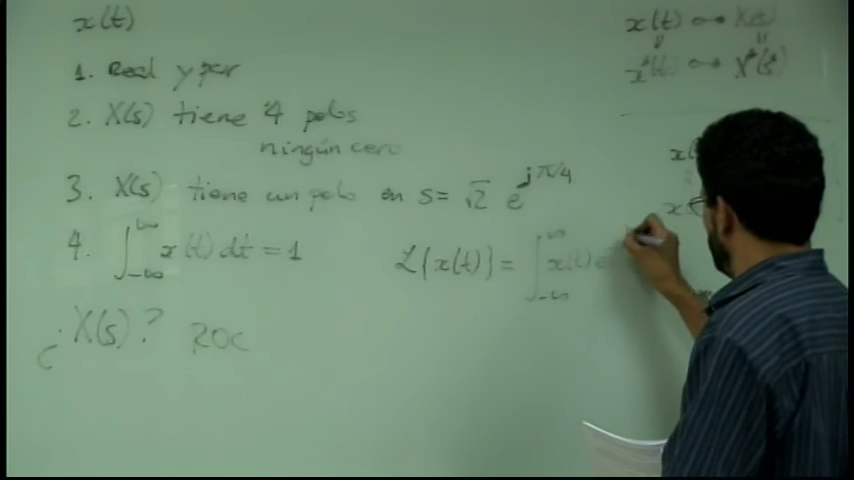 x(t)
1. Real y par
2. X(s) tiene 4 polos
ningún cero
3. X(s) tiene un polo en s = √2 e^{jπ/4}
4. ∫_{-∞}^{∞} x(t) dt = 1
¿X(s)? ROC
L{x(t)} = ∫_{-∞}^{∞} x(t) e
x(t) ⊶ X(s)
x*(t) ⊶ X*(s*)
x(
x(